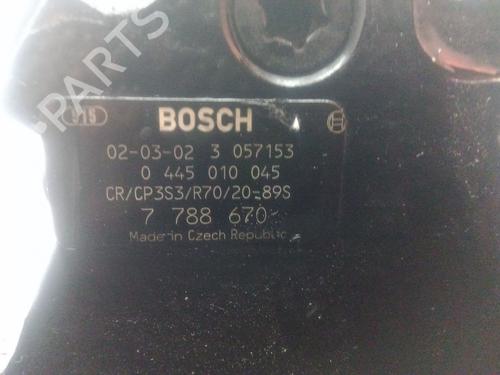 PARTS
915
BOSCH
02-03-02 3 057153
0 445 010 045
CR/CP3S3/R70/20-89S
7 788 670
Made in Czech Republic